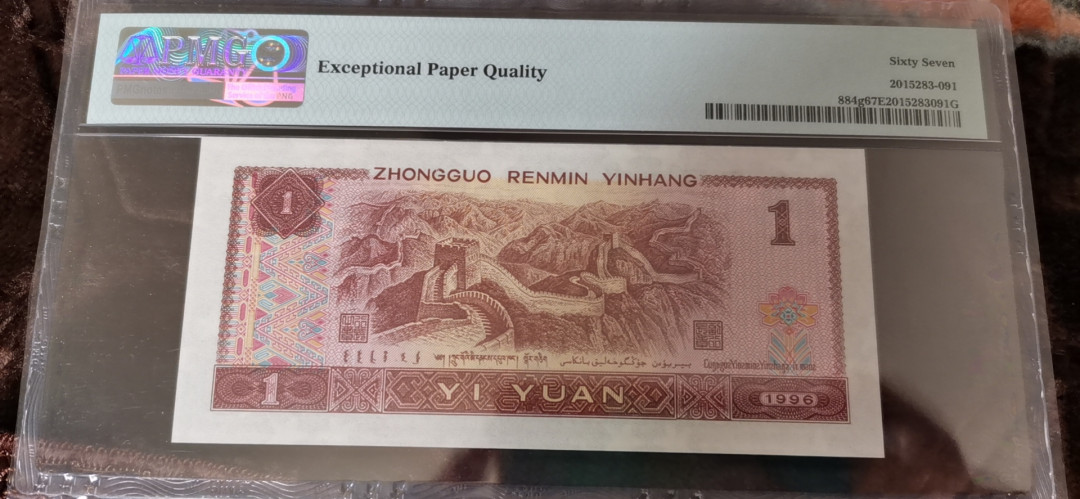 PMG
Exceptional Paper Quality
Sixty Seven
2015283-091
884g67E2015283091G
ZHONGGUO RENMIN YINHANG
1
1
1
YI YUAN
1996